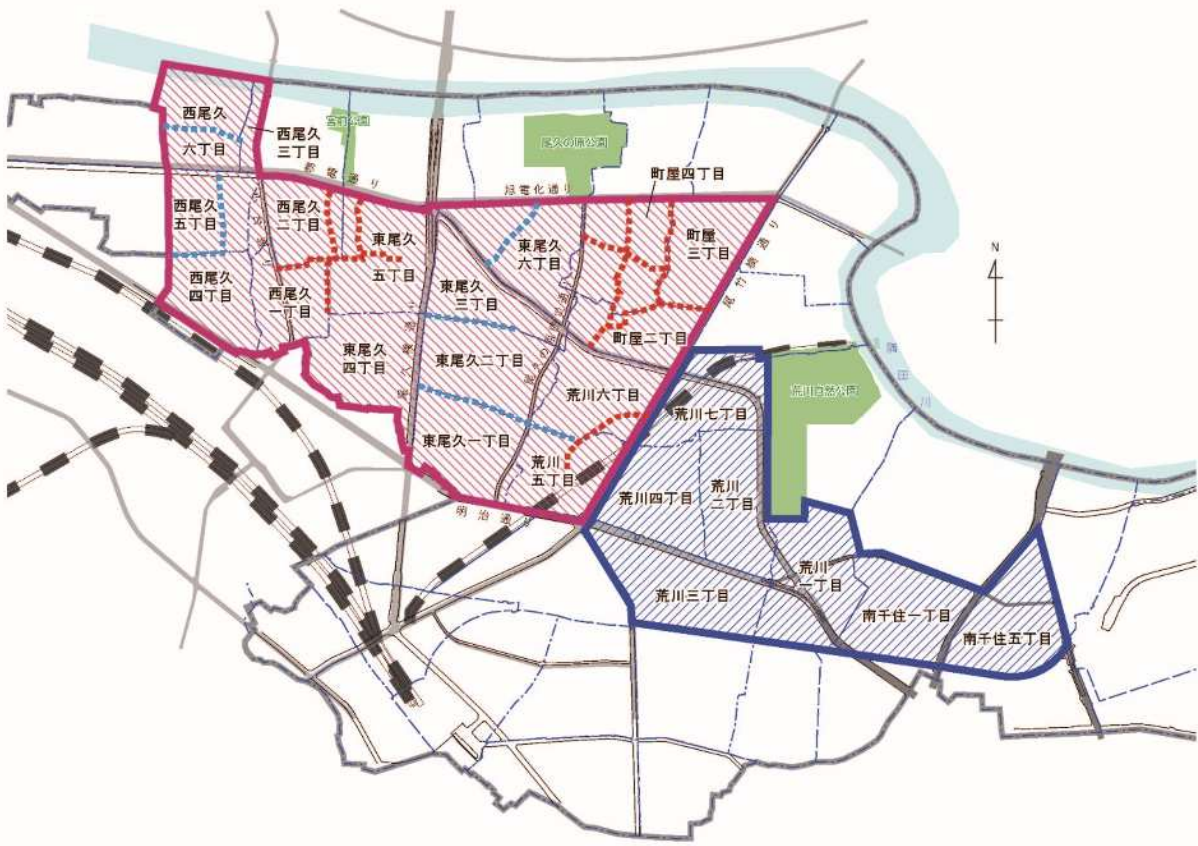 西尾久
六丁目
西尾久
三丁目
宮前公園
尾久の原公園
都電通り
緑電化通り
町屋四丁目
西尾久
五丁目
西尾久
二丁目
東尾久
五丁目
東尾久
六丁目
町屋
三丁目
尾竹橋通り
N
西尾久
四丁目
西尾久
一丁目
東尾久
三丁目
町屋二丁目
東尾久
四丁目
東尾久二丁目
荒川六丁目
隅田川
荒川自然公園
荒川七丁目
東尾久一丁目
荒川
五丁目
荒川四丁目
荒川
二丁目
明治通り
荒川三丁目
荒川
一丁目
南千住一丁目
南千住五丁目